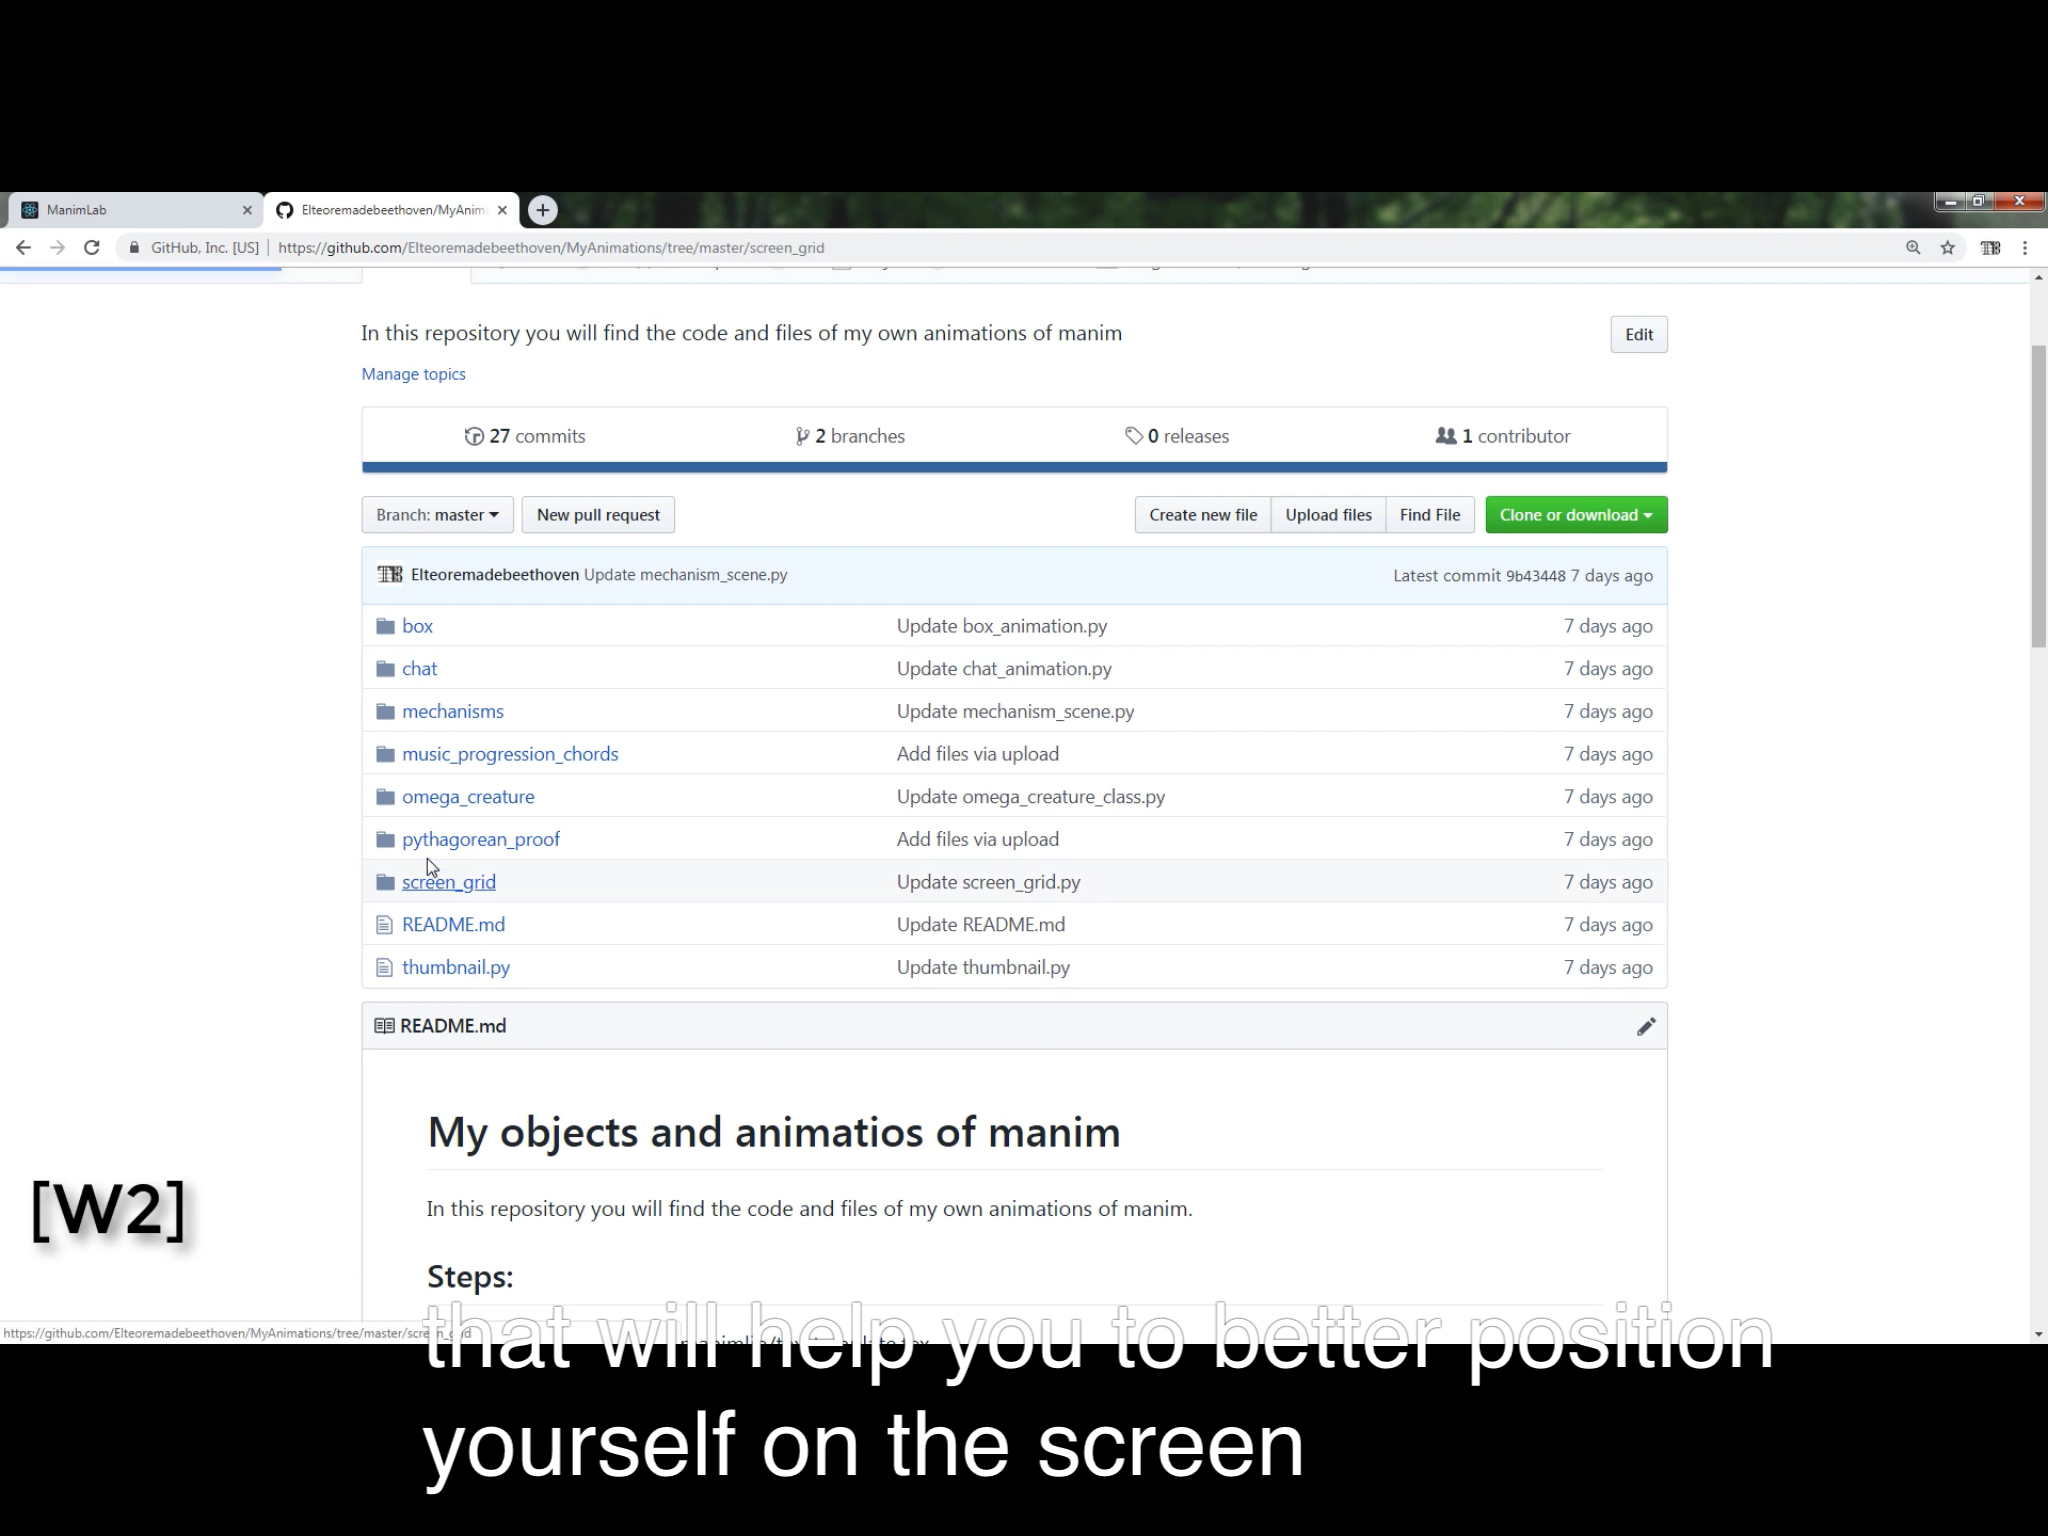 ManimLab
Elteoremadebeethoven/MyAnim
GitHub, Inc. [US] | https://github.com/Elteoremadebeethoven/MyAnimations/tree/master/screen_grid
In this repository you will find the code and files of my own animations of manim
Edit
Manage topics
27 commits
2 branches
0 releases
1 contributor
Branch: master
New pull request
Create new file
Upload files
Find File
Clone or download
Elteoremadebeethoven Update mechanism_scene.py
Latest commit 9b43448 7 days ago
box Update box_animation.py 7 days ago
chat Update chat_animation.py 7 days ago
mechanisms Update mechanism_scene.py 7 days ago
music_progression_chords Add files via upload 7 days ago
omega_creature Update omega_creature_class.py 7 days ago
pythagorean_proof Add files via upload 7 days ago
screen_grid Update screen_grid.py 7 days ago
README.md Update README.md 7 days ago
thumbnail.py Update thumbnail.py 7 days ago
README.md
My objects and animatios of manim
[W2]
In this repository you will find the code and files of my own animations of manim.
Steps:
https://github.com/Elteoremadebeethoven/MyAnimations/tree/master/screen_grid
that will help you to better position
yourself on the screen